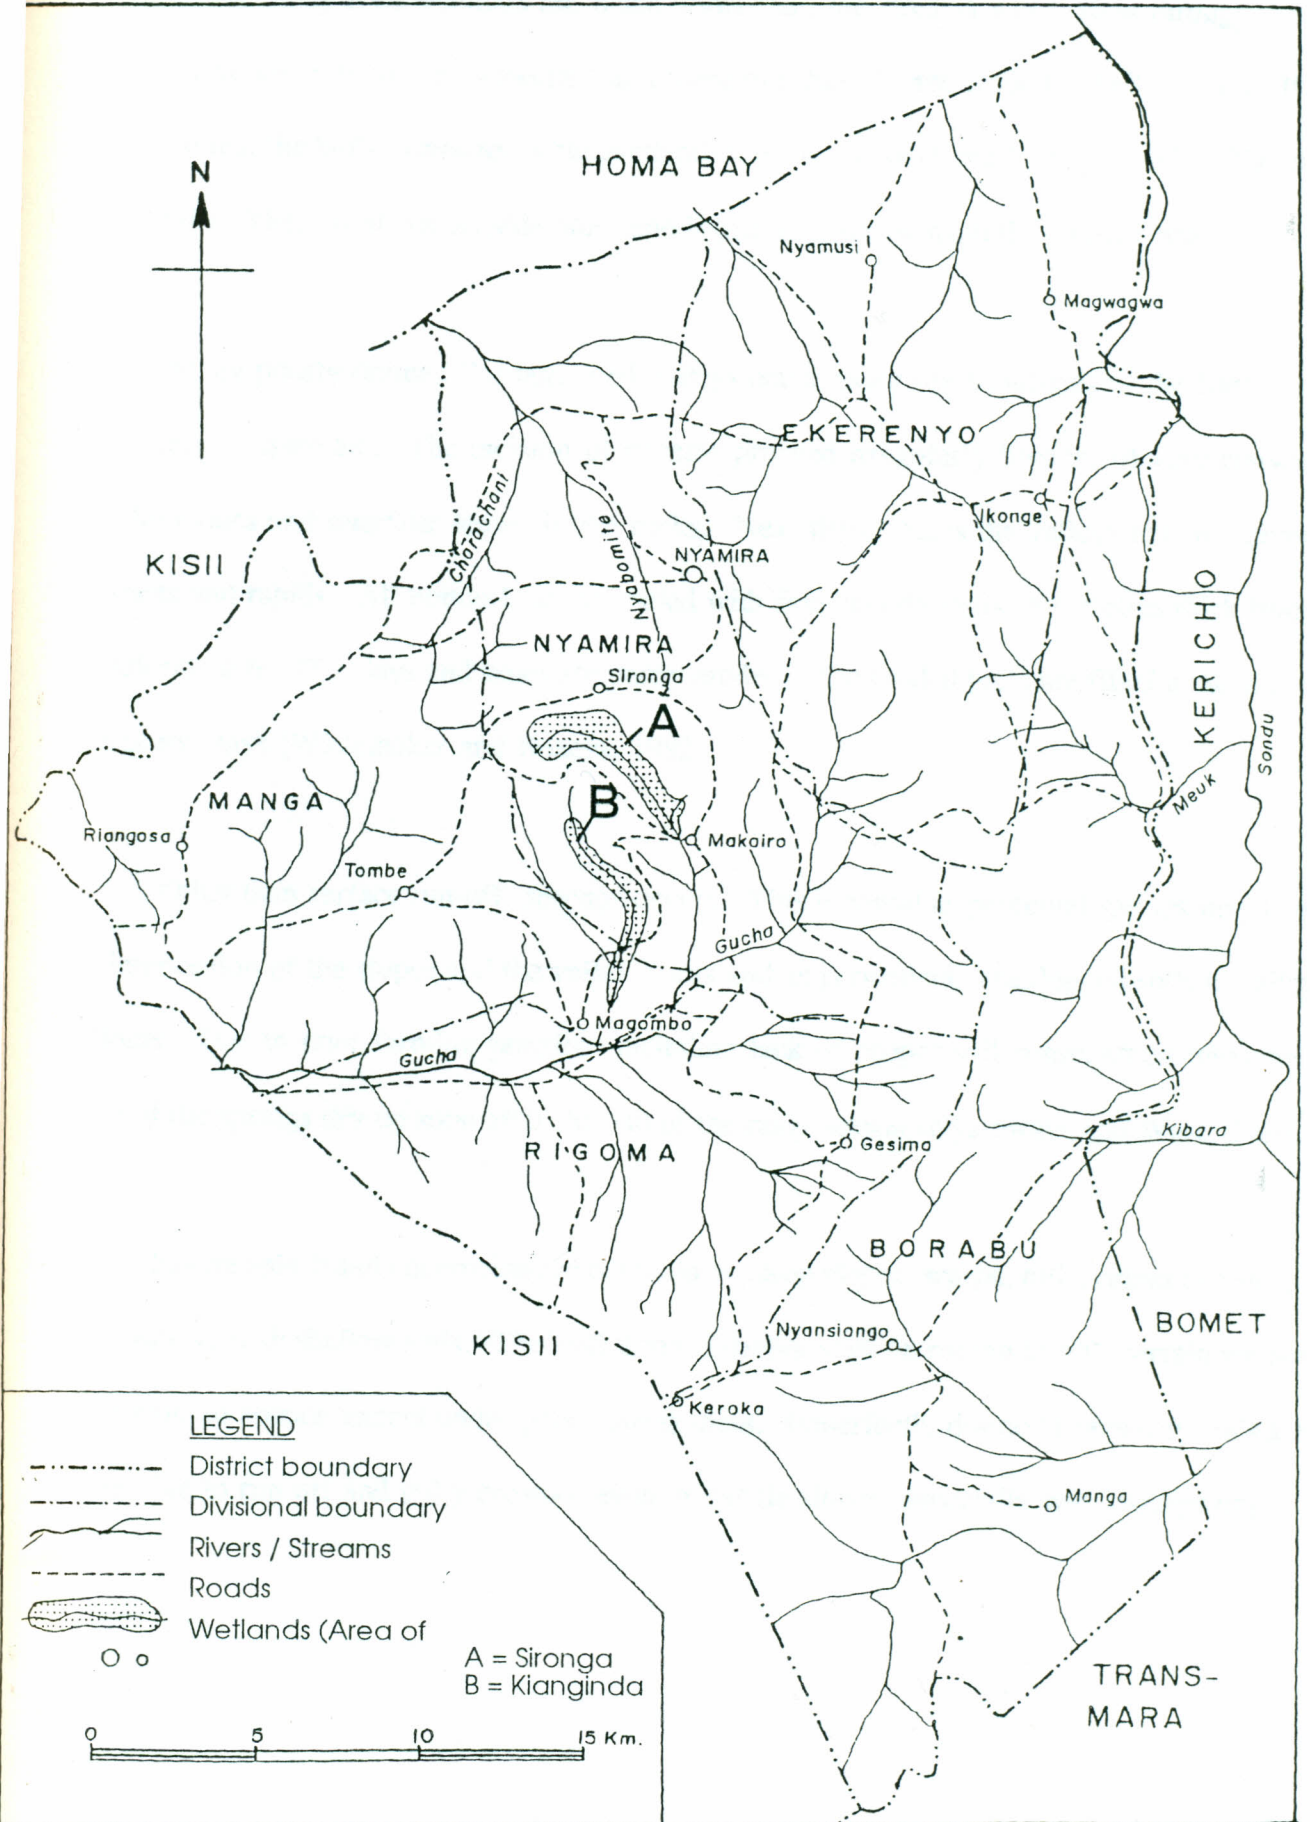 N
HOMA BAY
Nyamusi
Magwagwa
EKERENYO
Charachani
Nyabomite
Ikonge
KISII
NYAMIRA
KERICHO
NYAMIRA
Sironga
A
Sondu
Meuk
MANGA
B
Riangosa
Makairo
Tombe
Gucha
Magombo
Gucha
Kibara
RIGOMA
Gesima
BORABU
BOMET
KISII
Nyansiongo
Keroka
Manga
TRANS-
MARA
LEGEND
District boundary
Divisional boundary
Rivers / Streams
Roads
Wetlands (Area of
A = Sironga
B = Kianginda
0 5 10 15 Km.